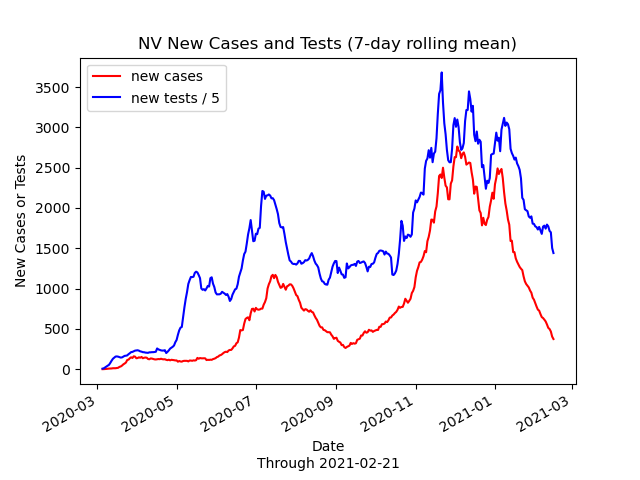 NV New Cases and Tests (7-day rolling mean)
new cases
new tests / 5
New Cases or Tests
3500
3000
2500
2000
1500
1000
500
0
2020-03
2020-05
2020-07
2020-09
2020-11
2021-01
2021-03
Date
Through 2021-02-21